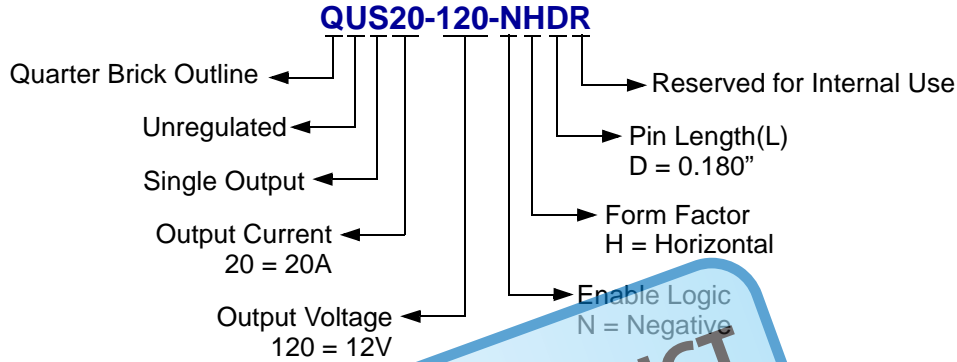 QUS20-120-NHDR
Quarter Brick Outline
Unregulated
Single Output
Output Current
20 = 20A
Output Voltage
120 = 12V
Reserved for Internal Use
Pin Length(L)
D = 0.180”
Form Factor
H = Horizontal
Enable Logic
N = Negative